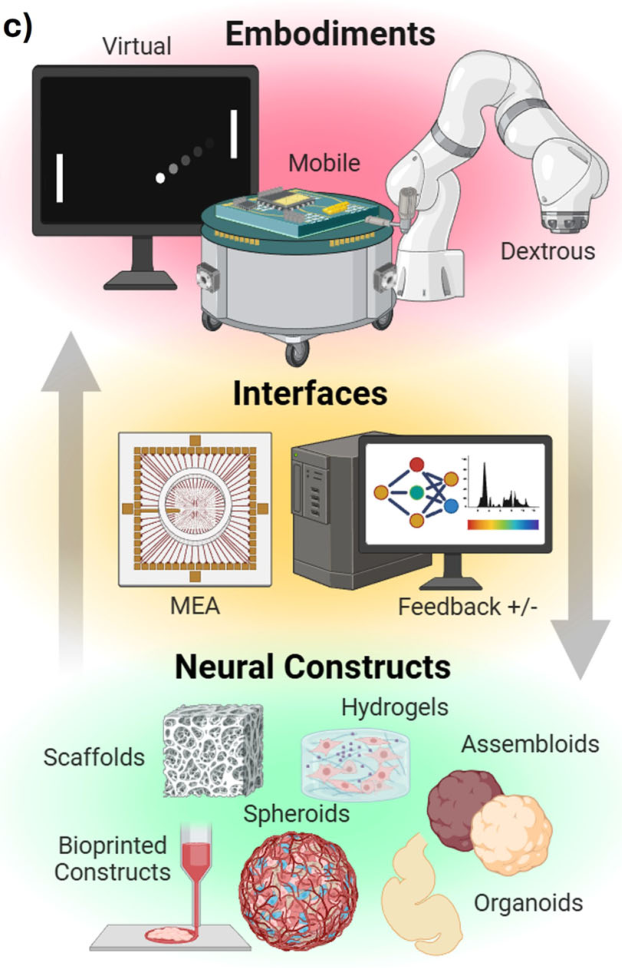 c)
Embodiments
Virtual
Mobile
Dextrous
Interfaces
MEA
Feedback +/-
Neural Constructs
Hydrogels
Scaffolds
Assembloids
Spheroids
Bioprinted
Constructs
Organoids